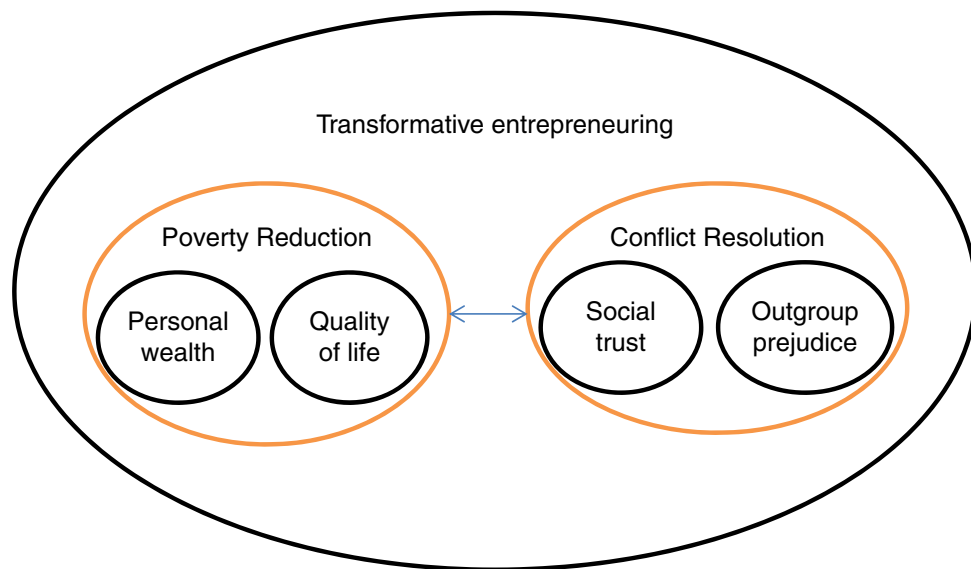 Transformative entrepreneuring
Poverty Reduction
Personal
wealth
Quality
of life
Conflict Resolution
Social
trust
Outgroup
prejudice